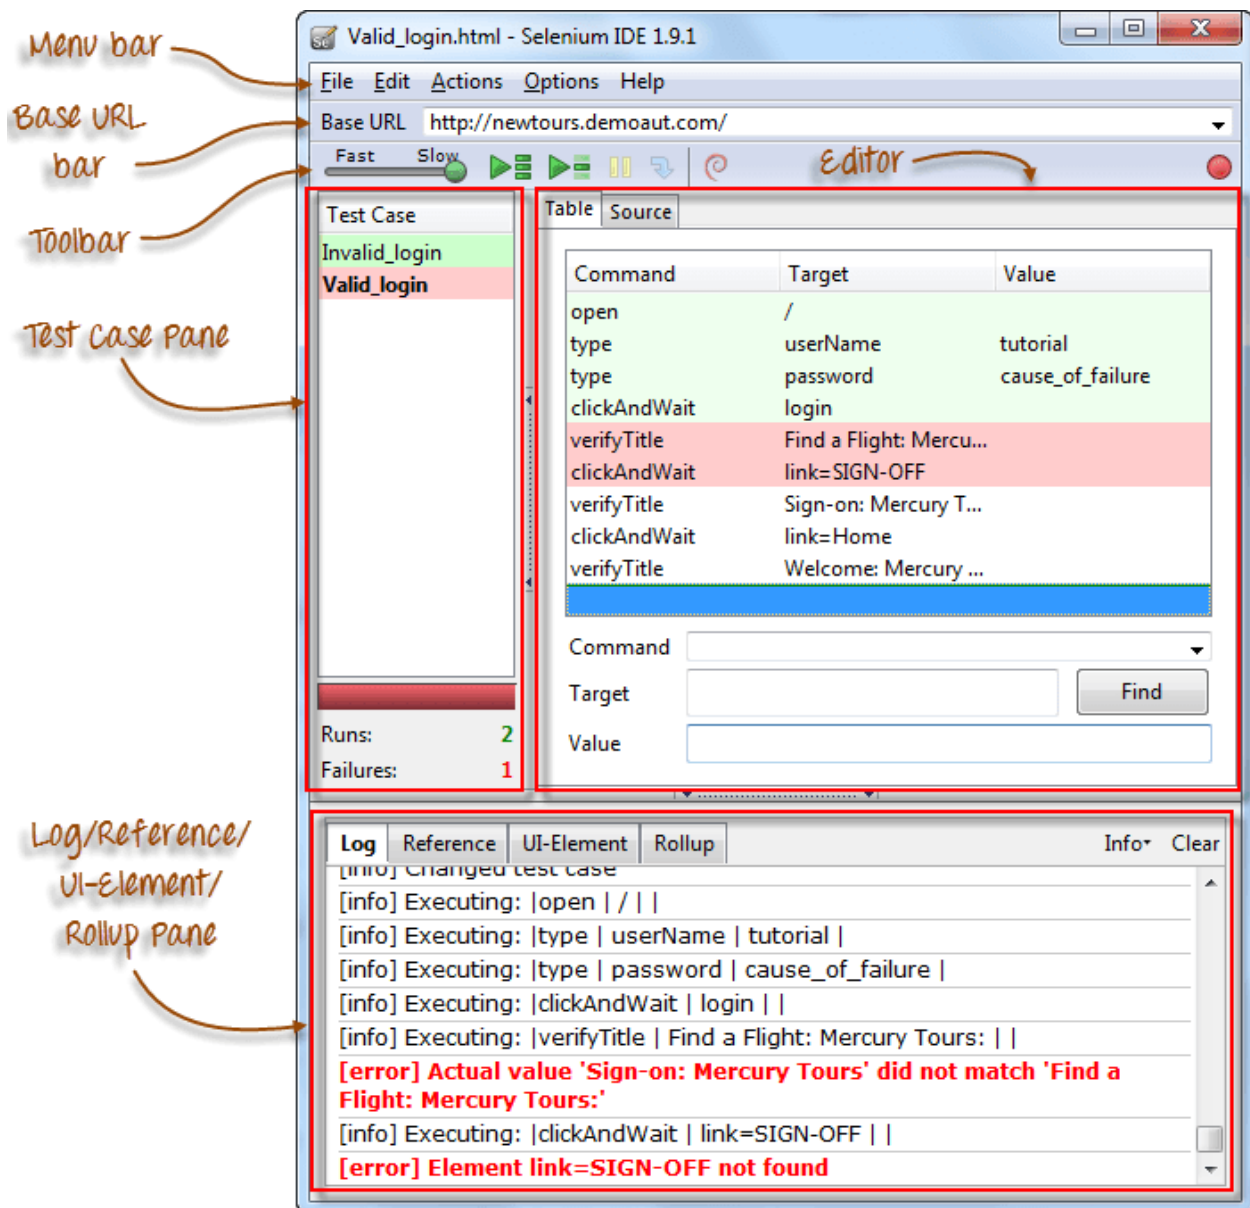 Valid_login.html - Selenium IDE 1.9.1
Menu bar
File Edit Actions Options Help
Base URL bar
Base URL http://newtours.demoaut.com/
Toolbar
Fast Slow
Editor
Test Case
Invalid_login
Valid_login
Test Case Pane
Runs: 2
Failures: 1
Table Source
Command Target Value
open /
type userName tutorial
type password cause_of_failure
clickAndWait login
verifyTitle Find a Flight: Mercu...
clickAndWait link=SIGN-OFF
verifyTitle Sign-on: Mercury T...
clickAndWait link=Home
verifyTitle Welcome: Mercury ...
Command
Target Find
Value
Log/Reference/
UI-Element/
Rollup Pane
Log Reference UI-Element Rollup Info Clear
[info] Changed test case
[info] Executing: |open | / | |
[info] Executing: |type | userName | tutorial |
[info] Executing: |type | password | cause_of_failure |
[info] Executing: |clickAndWait | login | |
[info] Executing: |verifyTitle | Find a Flight: Mercury Tours: | |
[error] Actual value 'Sign-on: Mercury Tours' did not match 'Find a
Flight: Mercury Tours:'
[info] Executing: |clickAndWait | link=SIGN-OFF | |
[error] Element link=SIGN-OFF not found